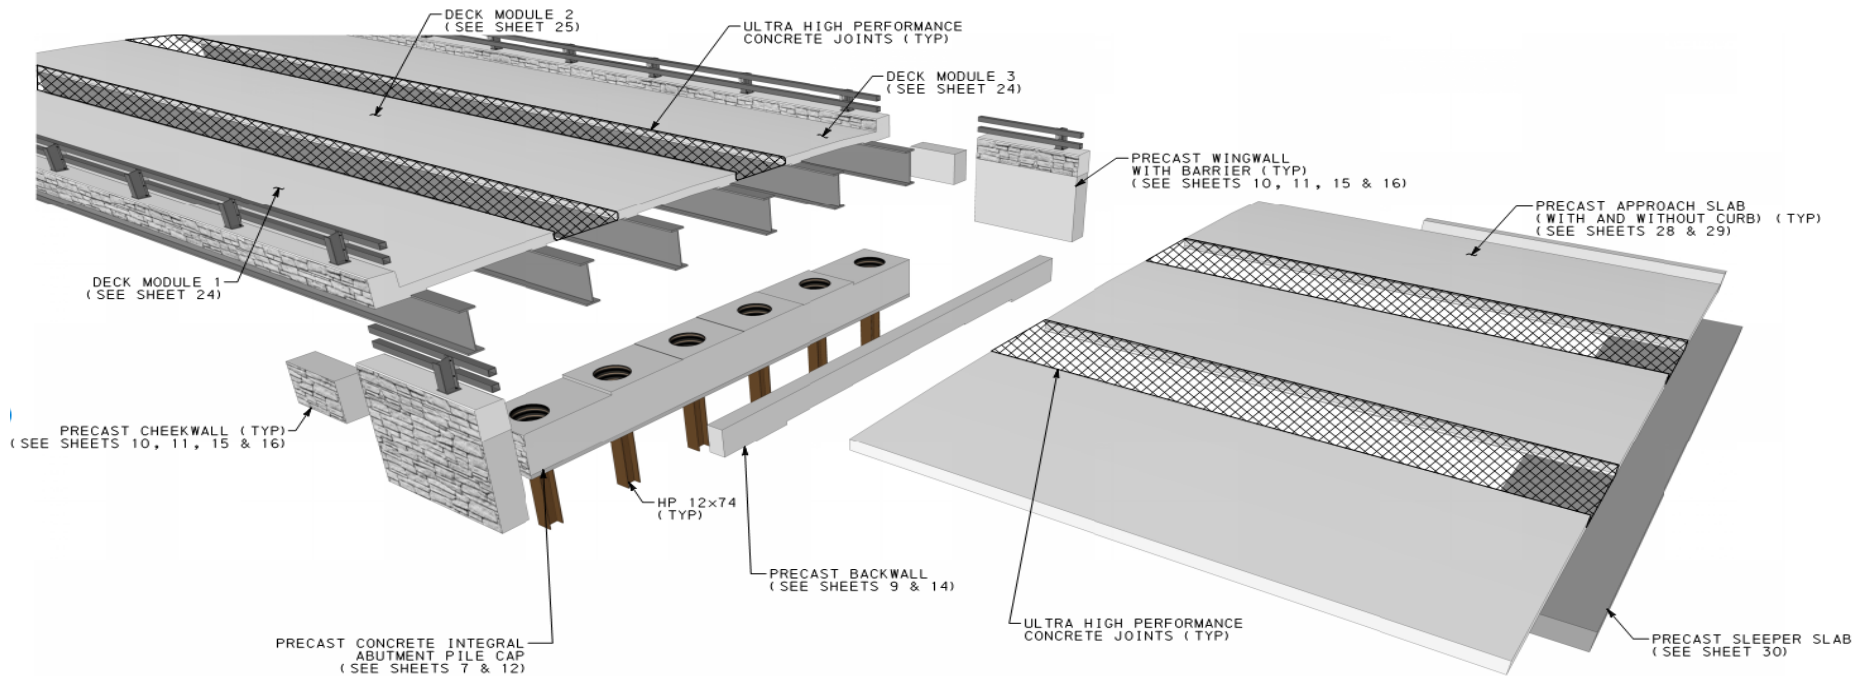 DECK MODULE 2
(SEE SHEET 25)
ULTRA HIGH PERFORMANCE
CONCRETE JOINTS (TYP)
DECK MODULE 3
(SEE SHEET 24)
PRECAST WINGWALL
WITH BARRIER (TYP)
(SEE SHEETS 10, 11, 15 & 16)
PRECAST APPROACH SLAB
(WITH AND WITHOUT CURB) (TYP)
(SEE SHEETS 28 & 29)
DECK MODULE 1
(SEE SHEET 24)
PRECAST CHEEKWALL (TYP)
(SEE SHEETS 10, 11, 15 & 16)
HP 12x74
(TYP)
PRECAST BACKWALL
(SEE SHEETS 9 & 14)
PRECAST CONCRETE INTEGRAL
ABUTMENT PILE CAP
(SEE SHEETS 7 & 12)
ULTRA HIGH PERFORMANCE
CONCRETE JOINTS (TYP)
PRECAST SLEEPER SLAB
(SEE SHEET 30)